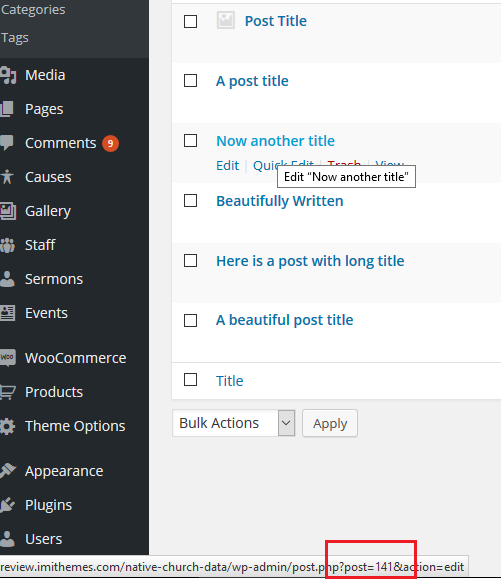 Categories
Tags
Media
Pages
Comments 9
Causes
Gallery
Staff
Sermons
Events
WOO WooCommerce
Products
Theme Options
Appearance
Plugins
Users
Post Title
A post title
Now another title
Edit | Quick Edit | Trash | View
Edit “Now another title”
Beautifully Written
Here is a post with long title
A beautiful post title
Title
Bulk Actions Apply
review.imithemes.com/native-church-data/wp-admin/post.php?post=141&action=edit